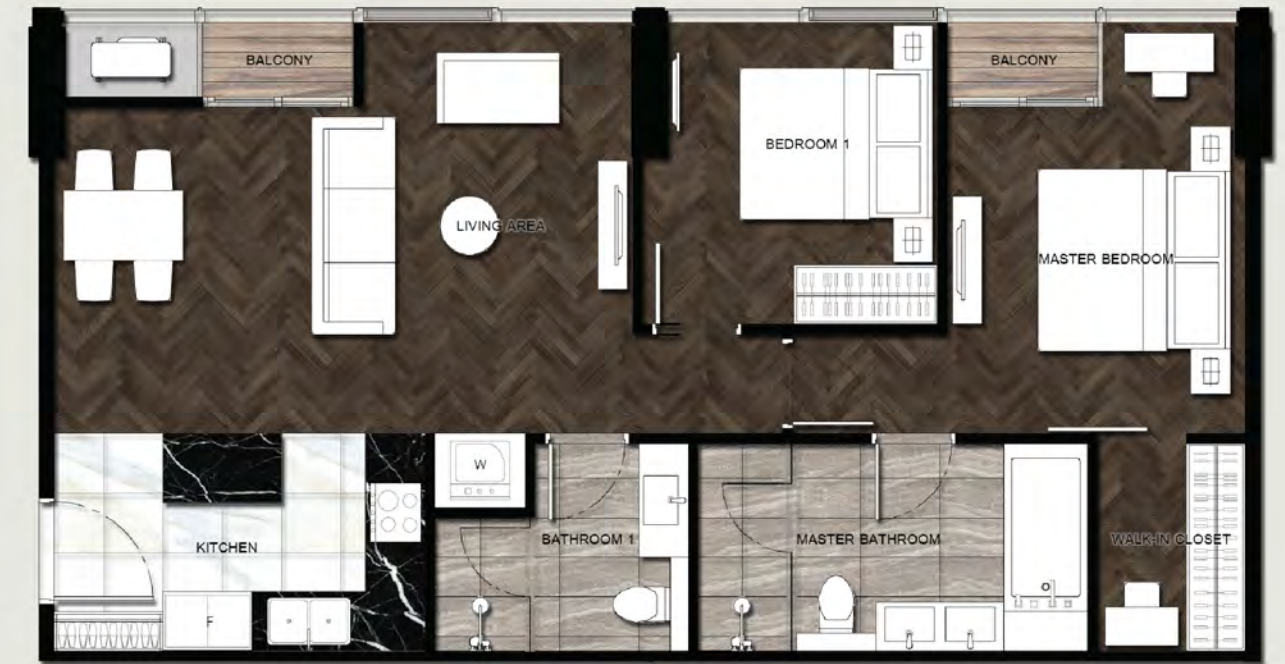 BALCONY
BALCONY
BEDROOM 1
LIVING AREA
MASTER BEDROOM
W
KITCHEN
BATHROOM 1
MASTER BATHROOM
WALK-IN CLOSET
F